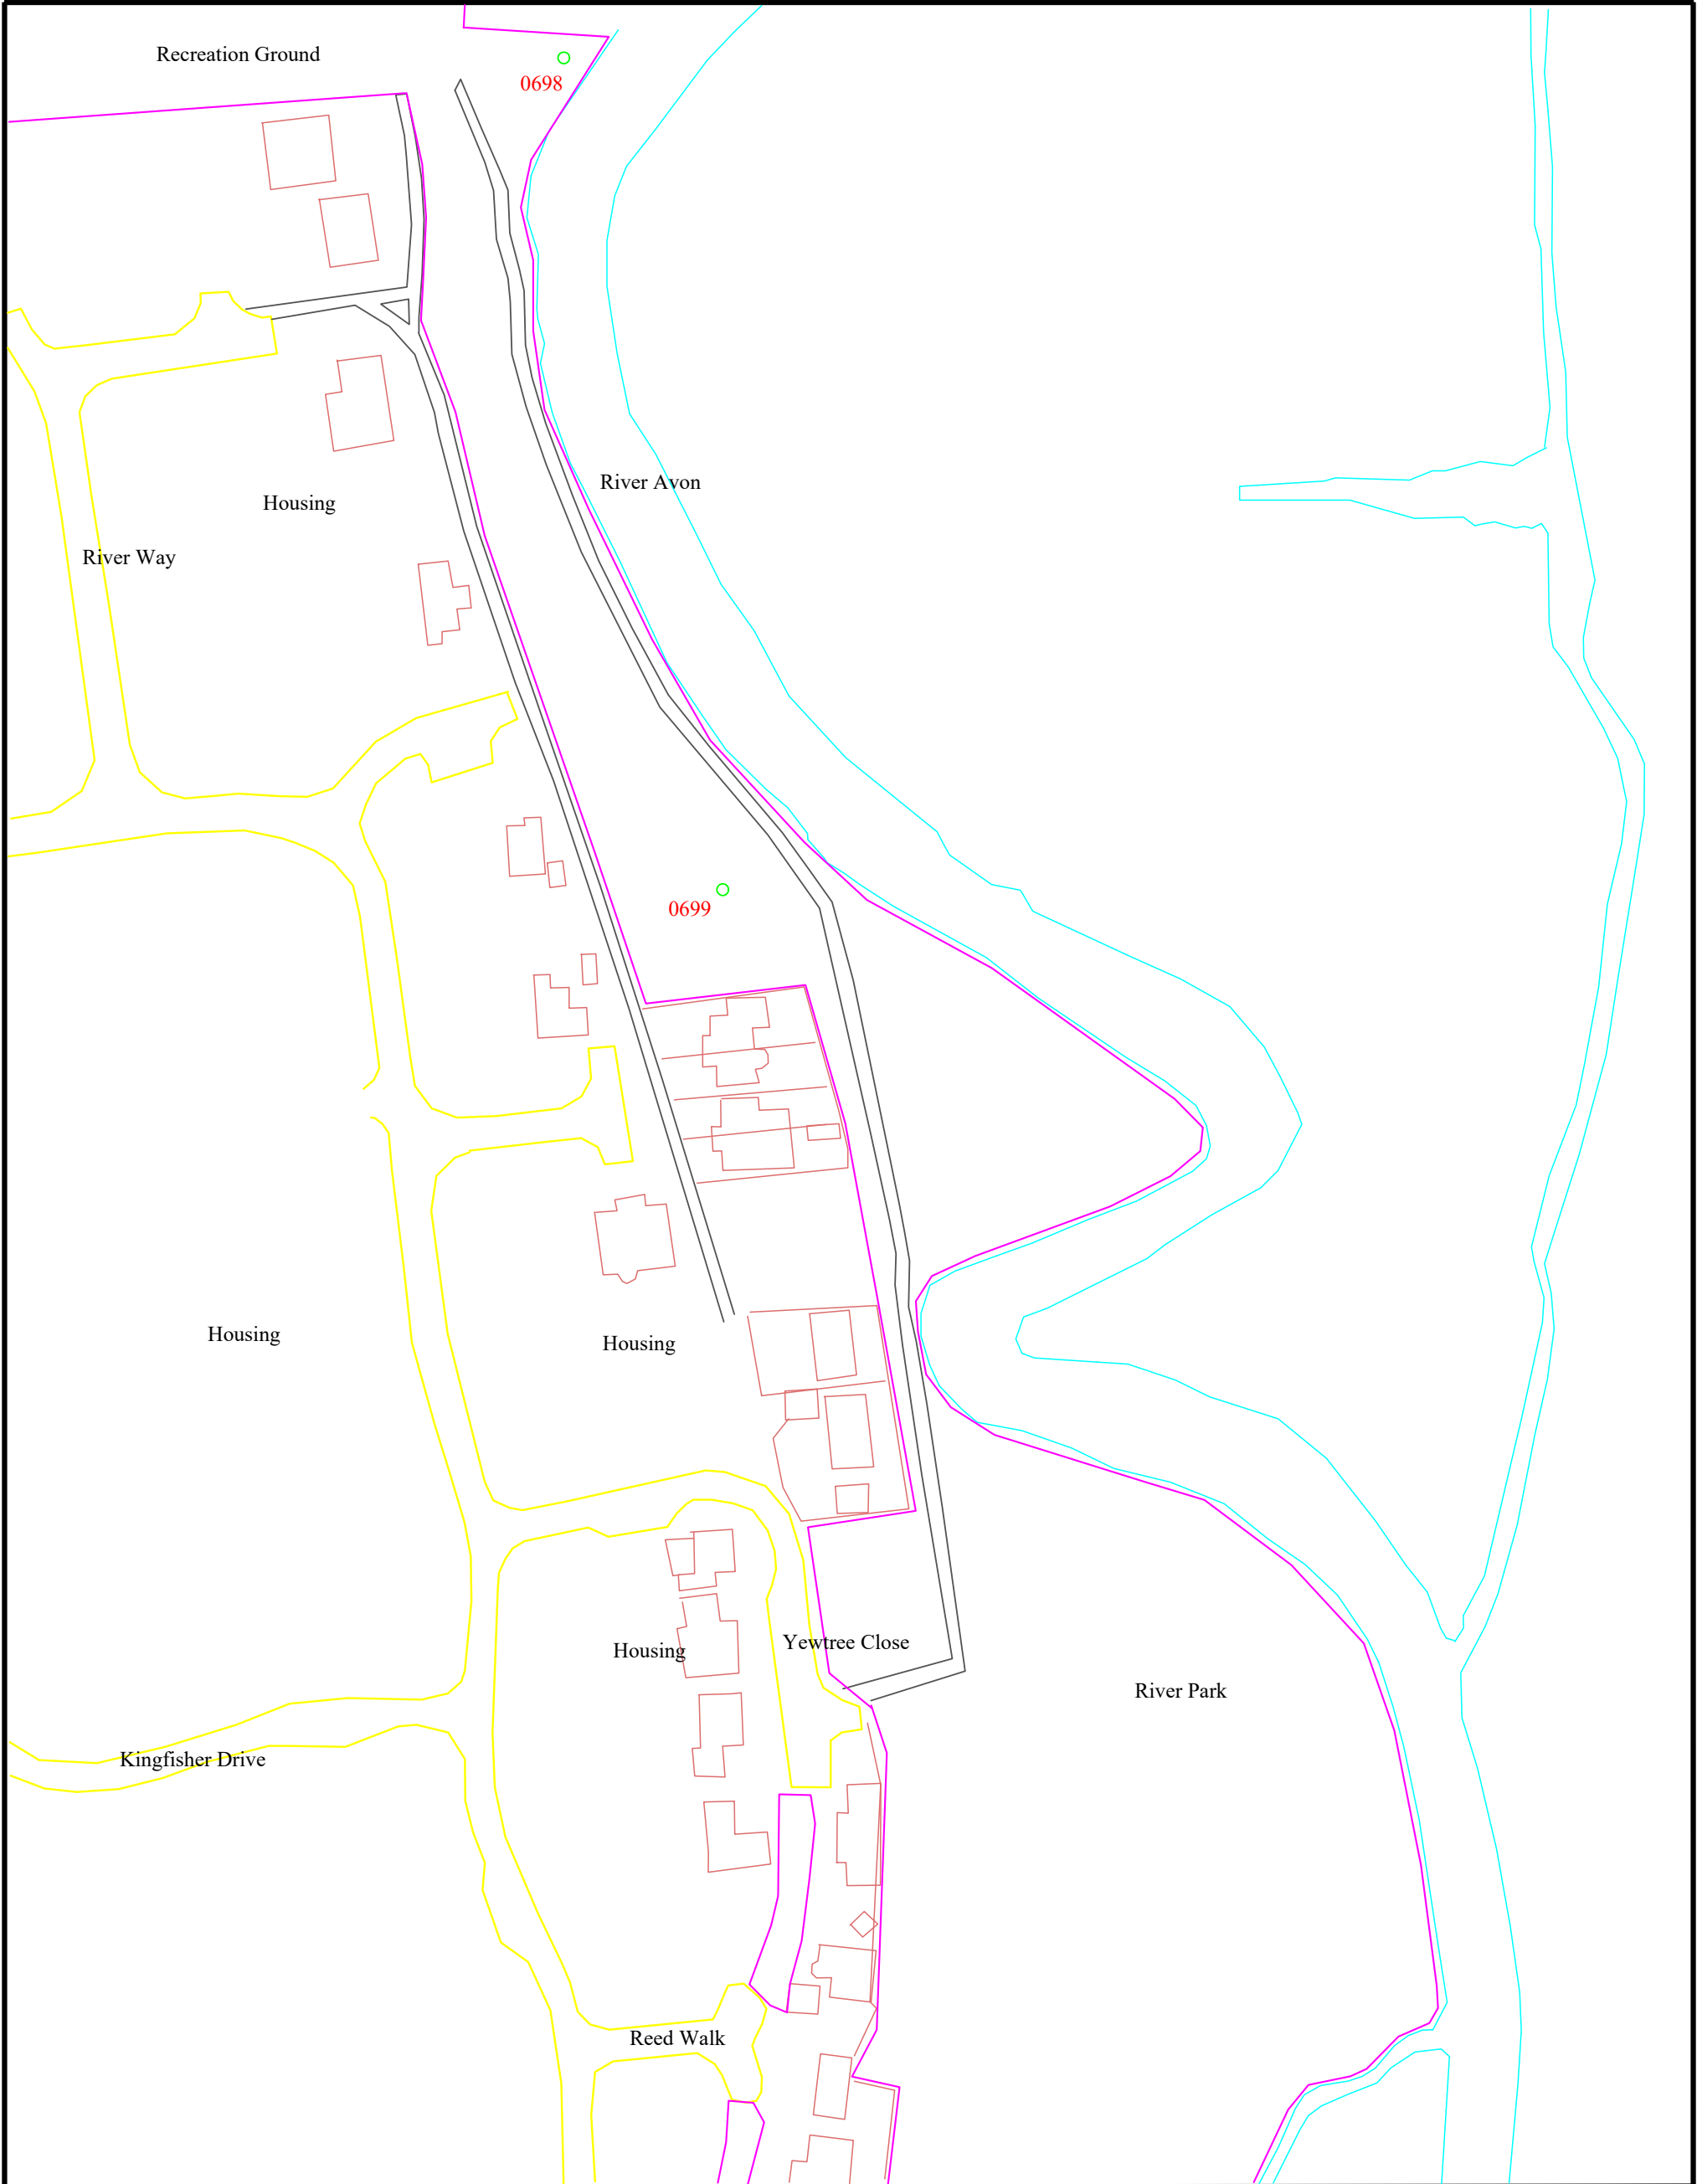 Recreation Ground
0698
River Avon
Housing
River Way
0699
Housing
Housing
Yewtree Close
Housing
River Park
Kingfisher Drive
Reed Walk